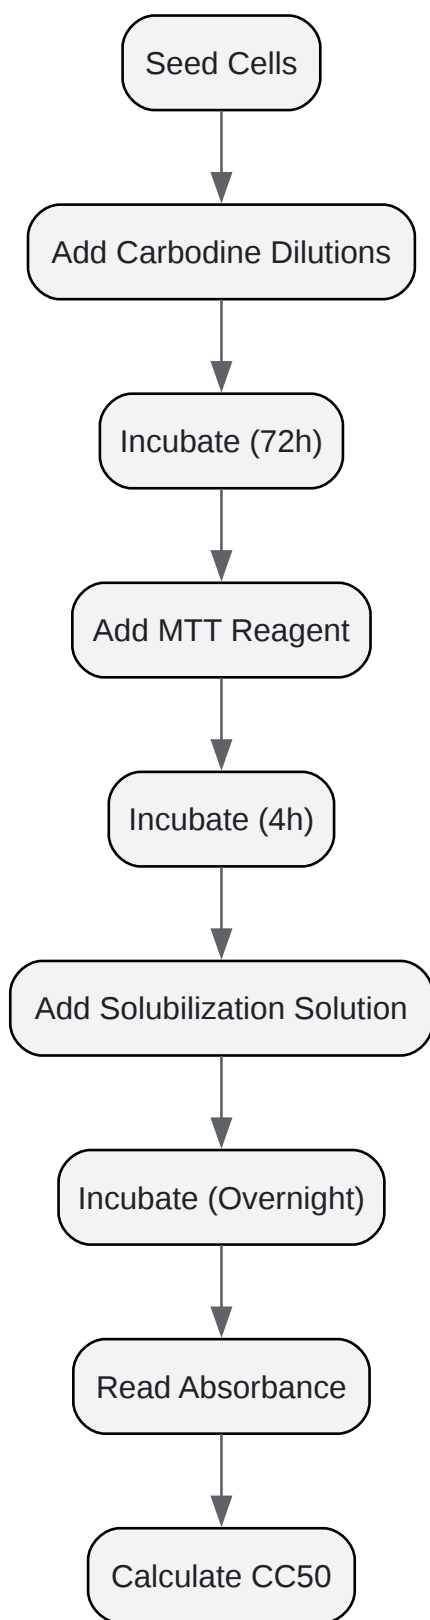 Seed Cells
Add Carbodine Dilutions
Incubate (72h)
Add MTT Reagent
Incubate (4h)
Add Solubilization Solution
Incubate (Overnight)
Read Absorbance
Calculate CC50